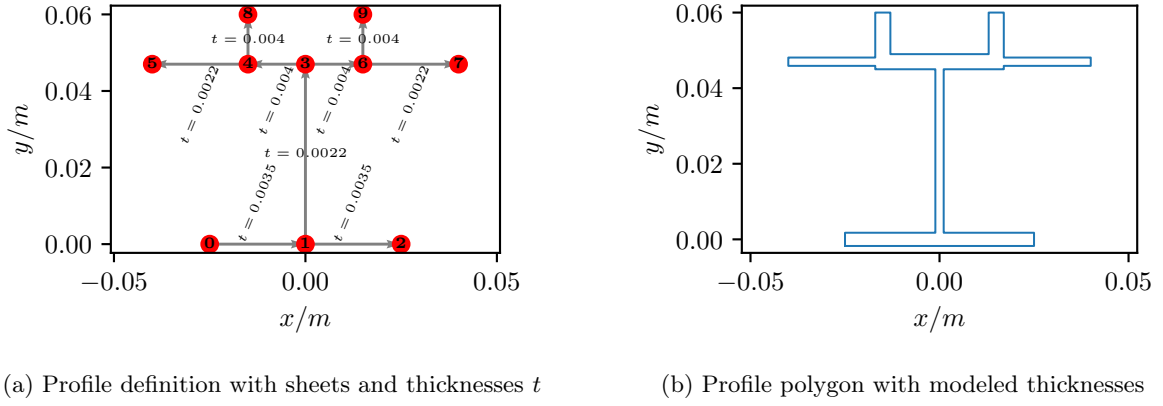 0.06
0.04
0.02
0.00
y/m
8
9
t = 0.004
t = 0.004
5
4
3
6
7
t = 0.0022
t = 0.004
t = 0.004
t = 0.0022
t = 0.0022
t = 0.0035
t = 0.0035
0
1
2
−0.05
0.00
0.05
x/m
(a) Profile definition with sheets and thicknesses t
0.06
0.04
0.02
0.00
y/m
−0.05
0.00
0.05
x/m
(b) Profile polygon with modeled thicknesses